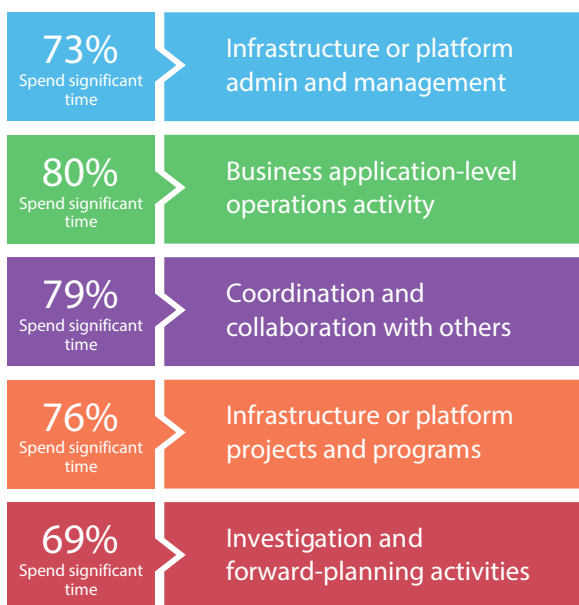 73%
Spend significant
time
Infrastructure or platform
admin and management
80%
Spend significant
time
Business application-level
operations activity
79%
Spend significant
time
Coordination and
collaboration with others
76%
Spend significant
time
Infrastructure or platform
projects and programs
69%
Spend significant
time
Investigation and
forward-planning activities